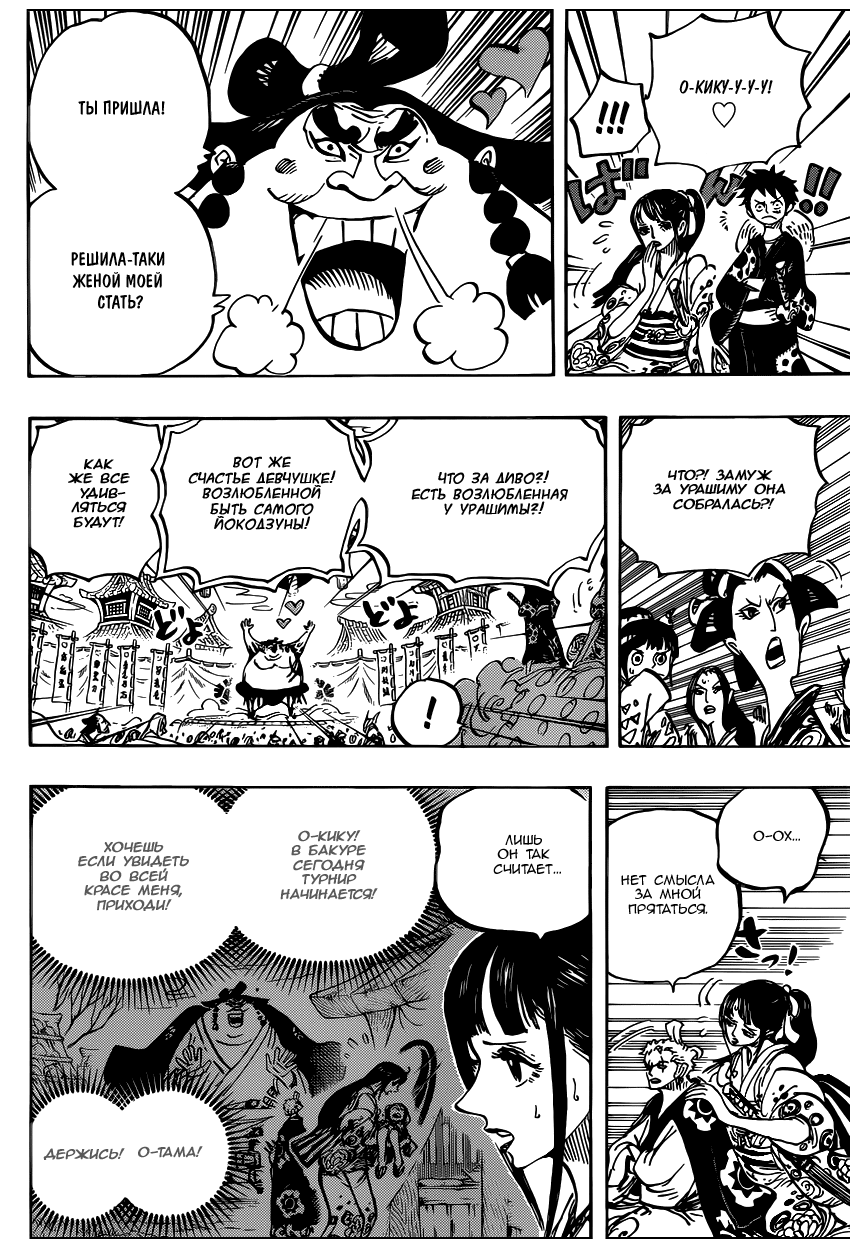 О-КИКУ-У-У-У!
!!!
ばーん!!
ТЫ ПРИШЛА!
РЕШИЛА-ТАКИ
ЖЕНОЙ МОЕЙ
СТАТЬ?
ЧТО?! ЗАМУЖ
ЗА УРАШИМУ ОНА
СОБРАЛАСЬ?!
ЧТО ЗА ДИВО?!
ЕСТЬ ВОЗЛЮБЛЕННАЯ
У УРАШИМЫ?!
ВОТ ЖЕ
СЧАСТЬЕ ДЕВЧУШКЕ!
ВОЗЛЮБЛЕННОЙ
БЫТЬ САМОГО
ЙОКОДЗУНЫ!
КАК
ЖЕ ВСЕ
УДИВ-
ЛЯТЬСЯ
БУДУТ!
どよ
どよ
!
О-ОХ...
НЕТ СМЫСЛА
ЗА МНОЙ
ПРЯТАТЬСЯ.
さっ!
ЛИШЬ
ОН ТАК
СЧИТАЕТ...
О-КИКУ!
В БАКУРЕ
СЕГОДНЯ
ТУРНИР
НАЧИНАЕТСЯ!
ХОЧЕШЬ
ЕСЛИ УВИДЕТЬ
ВО ВСЕЙ
КРАСЕ МЕНЯ,
ПРИХОДИ!
ДЕРЖИСЬ! О-ТАМА!